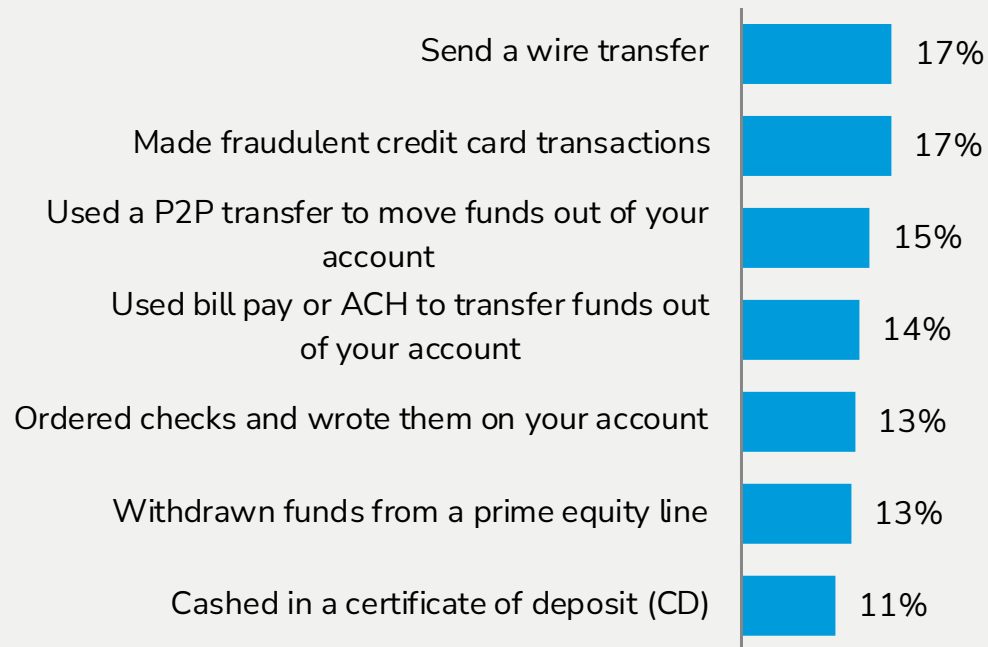 Send a wire transfer 17%
Made fraudulent credit card transactions 17%
Used a P2P transfer to move funds out of your
account 15%
Used bill pay or ACH to transfer funds out
of your account 14%
Ordered checks and wrote them on your account 13%
Withdrawn funds from a prime equity line 13%
Cashed in a certificate of deposit (CD) 11%